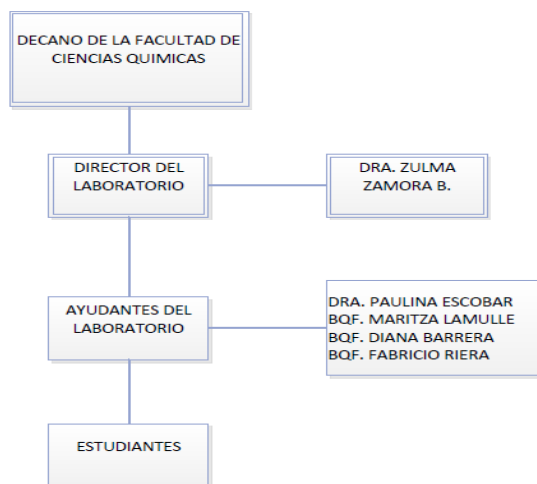 DECANO DE LA FACULTAD DE
CIENCIAS QUIMICAS
DIRECTOR DEL
LABORATORIO
DRA. ZULMA
ZAMORA B.
AYUDANTES DEL
LABORATORIO
DRA. PAULINA ESCOBAR
BQF. MARITZA LAMULLE
BQF. DIANA BARRERA
BQF. FABRICIO RIERA
ESTUDIANTES